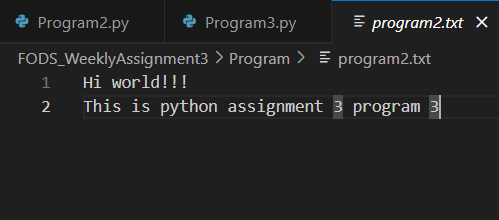 Program2.py Program3.py program2.txt
FODS_WeeklyAssignment3 > Program > program2.txt
1 Hi world!!!
2 This is python assignment 3 program 3